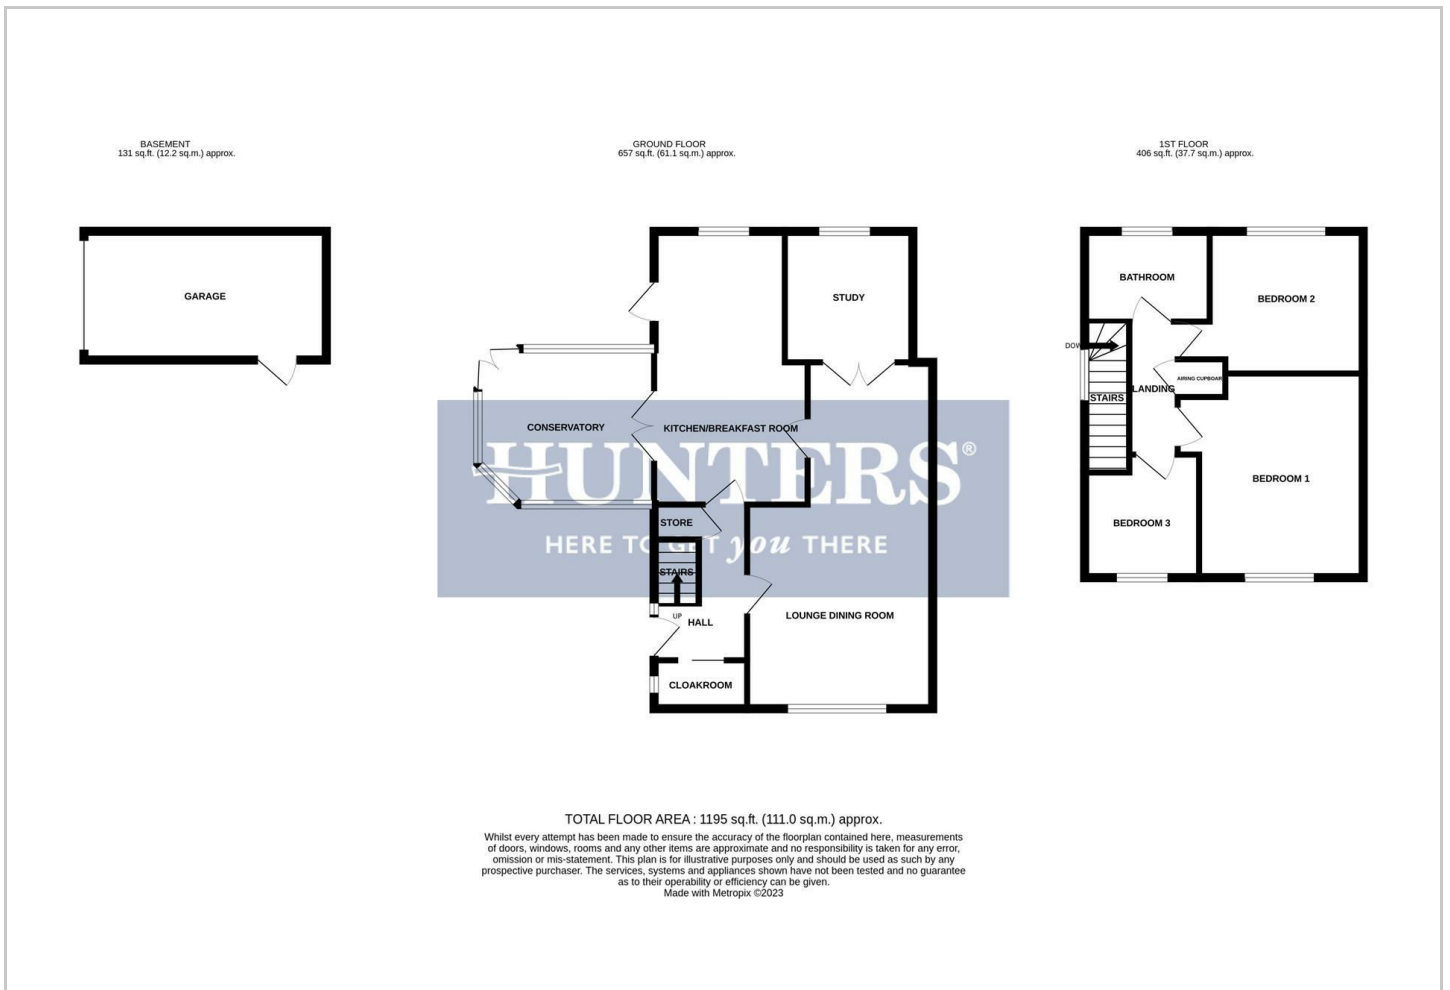 BASEMENT
131 sq.ft. (12.2 sq.m.) approx.
GROUND FLOOR
657 sq.ft. (61.1 sq.m.) approx.
1ST FLOOR
406 sq.ft. (37.7 sq.m.) approx.
GARAGE
STUDY
CONSERVATORY
KITCHEN/BREAKFAST ROOM
HUNTERS®
HERE TO GET you THERE
STORE
STAIRS
UP
HALL
LOUNGE DINING ROOM
CLOAKROOM
BATHROOM
BEDROOM 2
DOW
AIRING CUPBOAR
LANDING
STAIRS
BEDROOM 1
BEDROOM 3
TOTAL FLOOR AREA : 1195 sq.ft. (111.0 sq.m.) approx.
Whilst every attempt has been made to ensure the accuracy of the floorplan contained here, measurements
of doors, windows, rooms and any other items are approximate and no responsibility is taken for any error,
omission or mis-statement. This plan is for illustrative purposes only and should be used as such by any
prospective purchaser. The services, systems and appliances shown have not been tested and no guarantee
as to their operability or efficiency can be given.
Made with Metropix ©2023